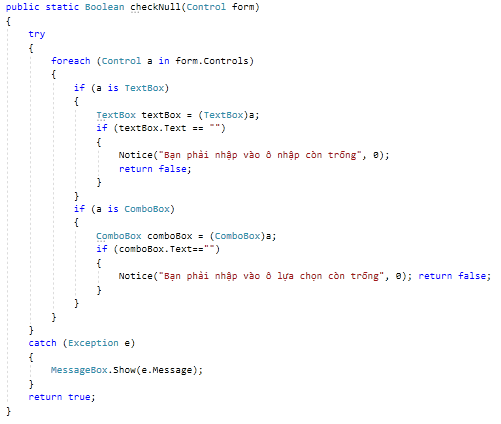 public static Boolean checkNull(Control form)
{
try
{
foreach (Control a in form.Controls)
{
if (a is TextBox)
{
TextBox textBox = (TextBox)a;
if (textBox.Text == "")
{
Notice("Bạn phải nhập vào ô nhập còn trống", 0);
return false;
}
}
if (a is ComboBox)
{
ComboBox comboBox = (ComboBox)a;
if (comboBox.Text=="")
{
Notice("Bạn phải nhập vào ô lựa chọn còn trống", 0); return false;
}
}
}
}
catch (Exception e)
{
MessageBox.Show(e.Message);
}
return true;
}